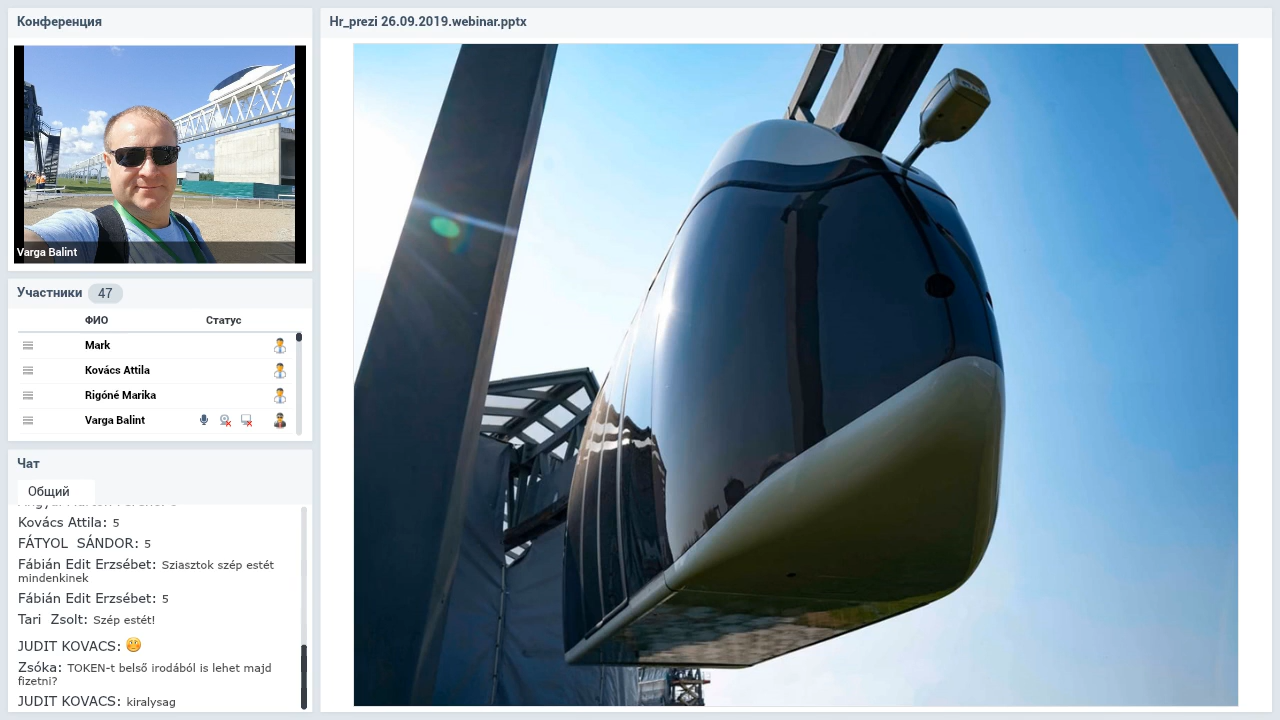 Конференция
Varga Balint
Участники 47
ФИО Статус
Mark
Kovács Attila
Rigóné Marika
Varga Balint
Чат
Общий
Kovács Attila: 5
FÁTYOL SÁNDOR: 5
Fábián Edit Erzsébet: Sziasztok szép estét
mindenkinek
Fábián Edit Erzsébet: 5
Tari Zsolt: Szép estét!
JUDIT KOVACS:
Zsóka: TOKEN-t belső irodából is lehet majd
fizetni?
JUDIT KOVACS: kiralysag
Hr_prezi 26.09.2019.webinar.pptx